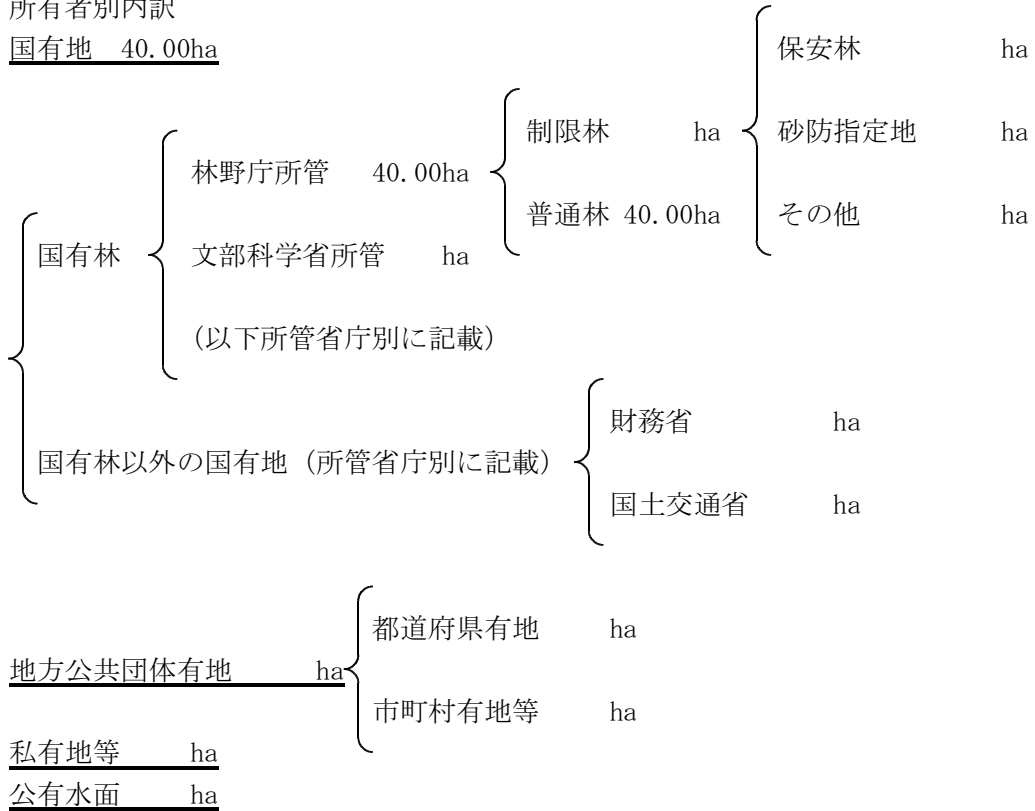 所有者別内訳
国有地 40.00ha
保安林 ha
制限林 ha
砂防指定地 ha
林野庁所管 40.00ha
普通林 40.00ha
その他 ha
国有林
文部科学省所管 ha
（以下所管省庁別に記載）
財務省 ha
国有林以外の国有地（所管省庁別に記載）
国土交通省 ha
都道府県有地 ha
地方公共団体有地 ha
市町村有地等 ha
私有地等 ha
公有水面 ha